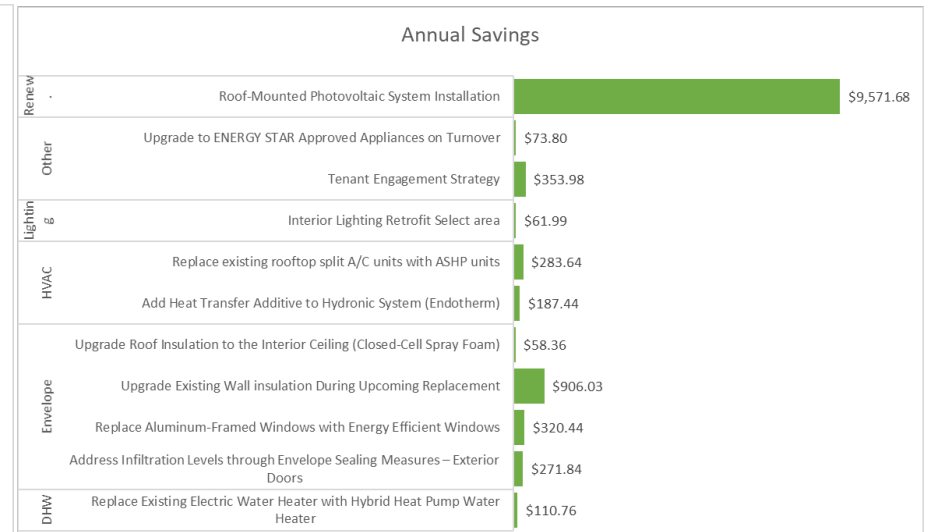 Annual Savings
Renew
.
Roof-Mounted Photovoltaic System Installation
$9,571.68
Other
Upgrade to ENERGY STAR Approved Appliances on Turnover
$73.80
Tenant Engagement Strategy
$353.98
Lightin
g
Interior Lighting Retrofit Select area
$61.99
HVAC
Replace existing rooftop split A/C units with ASHP units
$283.64
Add Heat Transfer Additive to Hydronic System (Endotherm)
$187.44
Envelope
Upgrade Roof Insulation to the Interior Ceiling (Closed-Cell Spray Foam)
$58.36
Upgrade Existing Wall insulation During Upcoming Replacement
$906.03
Replace Aluminum-Framed Windows with Energy Efficient Windows
$320.44
Address Infiltration Levels through Envelope Sealing Measures – Exterior
Doors
$271.84
DHW
Replace Existing Electric Water Heater with Hybrid Heat Pump Water
Heater
$110.76